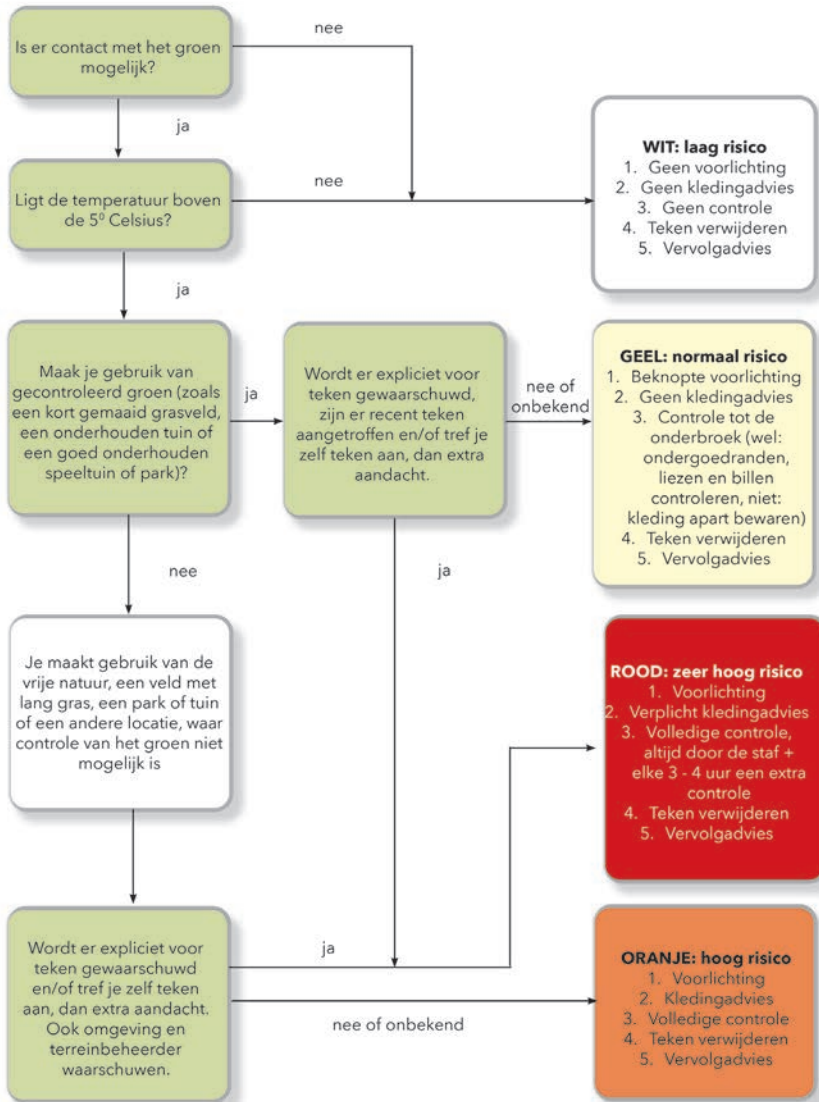 Is er contact met het groen
mogelijk?
nee
ja
Ligt de temperatuur boven
de 5⁰ Celsius?
nee
ja
WIT: laag risico
1. Geen voorlichting
2. Geen kledingadvies
3. Geen controle
4. Teken verwijderen
5. Vervolgadvies
Maak je gebruik van
gecontroleerd groen (zoals
een kort gemaaid grasveld,
een onderhouden tuin of
een goed onderhouden
speeltuin of park)?
ja
Wordt er expliciet voor
teken gewaarschuwd,
zijn er recent teken
aangetroffen en/of tref je
zelf teken aan, dan extra
aandacht.
nee of
onbekend
GEEL: normaal risico
1. Beknopte voorlichting
2. Geen kledingadvies
3. Controle tot de
onderbroek (wel:
ondergoedranden,
liezen en billen
controleren, niet:
kleding apart bewaren)
4. Teken verwijderen
5. Vervolgadvies
nee
ja
Je maakt gebruik van de
vrije natuur, een veld met
lang gras, een park of tuin
of een andere locatie, waar
controle van het groen niet
mogelijk is
ROOD: zeer hoog risico
1. Voorlichting
2. Verplicht kledingadvies
3. Volledige controle,
altijd door de staf +
elke 3 - 4 uur een extra
controle
4. Teken verwijderen
5. Vervolgadvies
Wordt er expliciet voor
teken gewaarschuwd
en/of tref je zelf teken
aan, dan extra aandacht.
Ook omgeving en
terreinbeheerder
waarschuwen.
ja
nee of onbekend
ORANJE: hoog risico
1. Voorlichting
2. Kledingadvies
3. Volledige controle
4. Teken verwijderen
5. Vervolgadvies